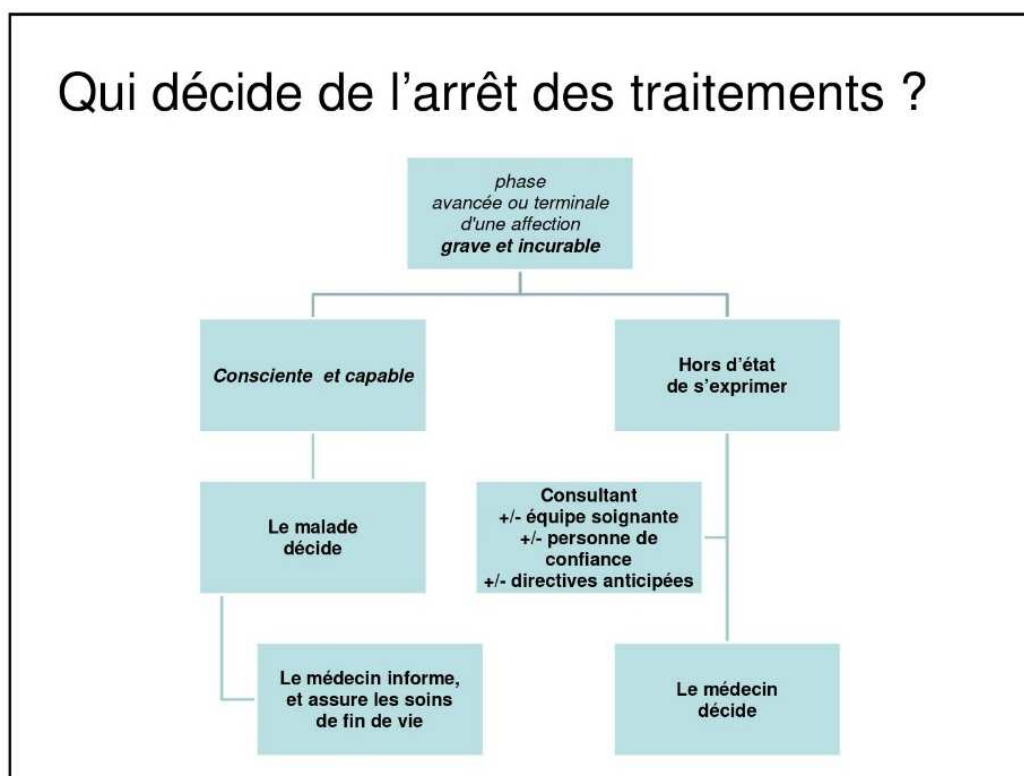 Qui décide de l’arrêt des traitements ?
phase
avancée ou terminale
d'une affection
grave et incurable
Consciente et capable
Hors d’état
de s’exprimer
Le malade
décide
Consultant
+/- équipe soignante
+/- personne de
confiance
+/- directives anticipées
Le médecin informe,
et assure les soins
de fin de vie
Le médecin
décide